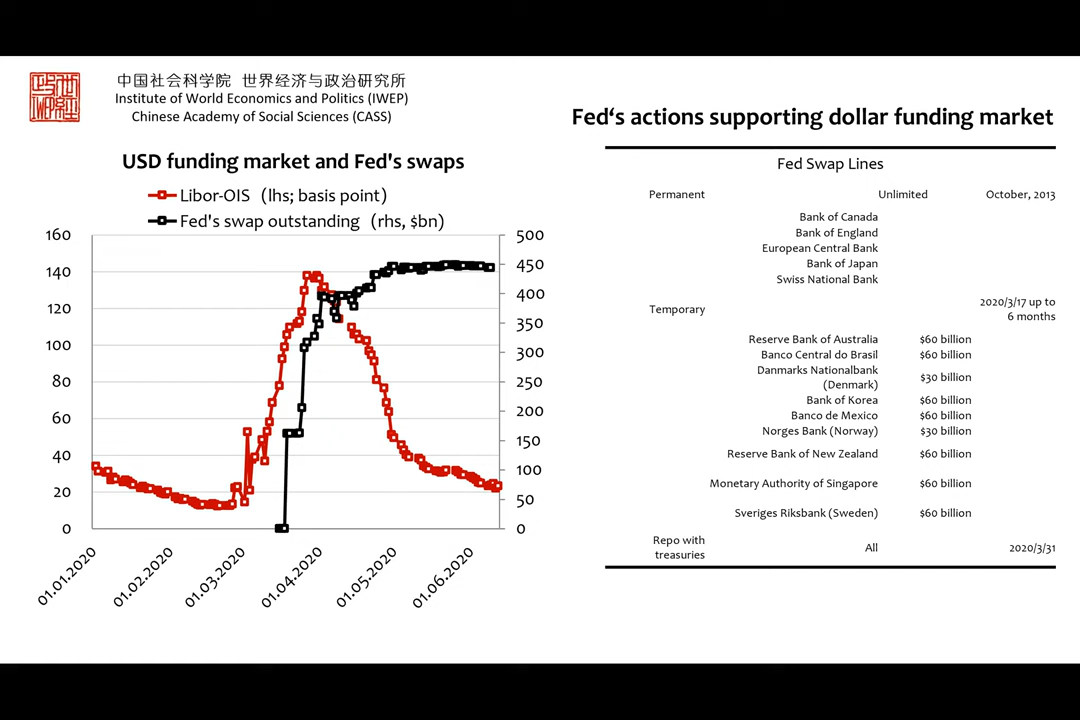 中国社会科学院 世界经济与政治研究所
Institute of World Economics and Politics (IWEP)
Chinese Academy of Social Sciences (CASS)
Fed‘s actions supporting dollar funding market
USD funding market and Fed's swaps
Libor-OIS（lhs; basis point）
Fed's swap outstanding（rhs, $bn）
160
140
120
100
80
60
40
20
0
500
450
400
350
300
250
200
150
100
50
0
01.01.2020
01.02.2020
01.03.2020
01.04.2020
01.05.2020
01.06.2020
Fed Swap Lines
Permanent Unlimited October, 2013
Bank of Canada
Bank of England
European Central Bank
Bank of Japan
Swiss National Bank
Temporary 2020/3/17 up to
6 months
Reserve Bank of Australia $60 billion
Banco Central do Brasil $60 billion
Danmarks Nationalbank
(Denmark) $30 billion
Bank of Korea $60 billion
Banco de Mexico $60 billion
Norges Bank (Norway) $30 billion
Reserve Bank of New Zealand $60 billion
Monetary Authority of Singapore $60 billion
Sveriges Riksbank (Sweden) $60 billion
Repo with
treasuries All 2020/3/31